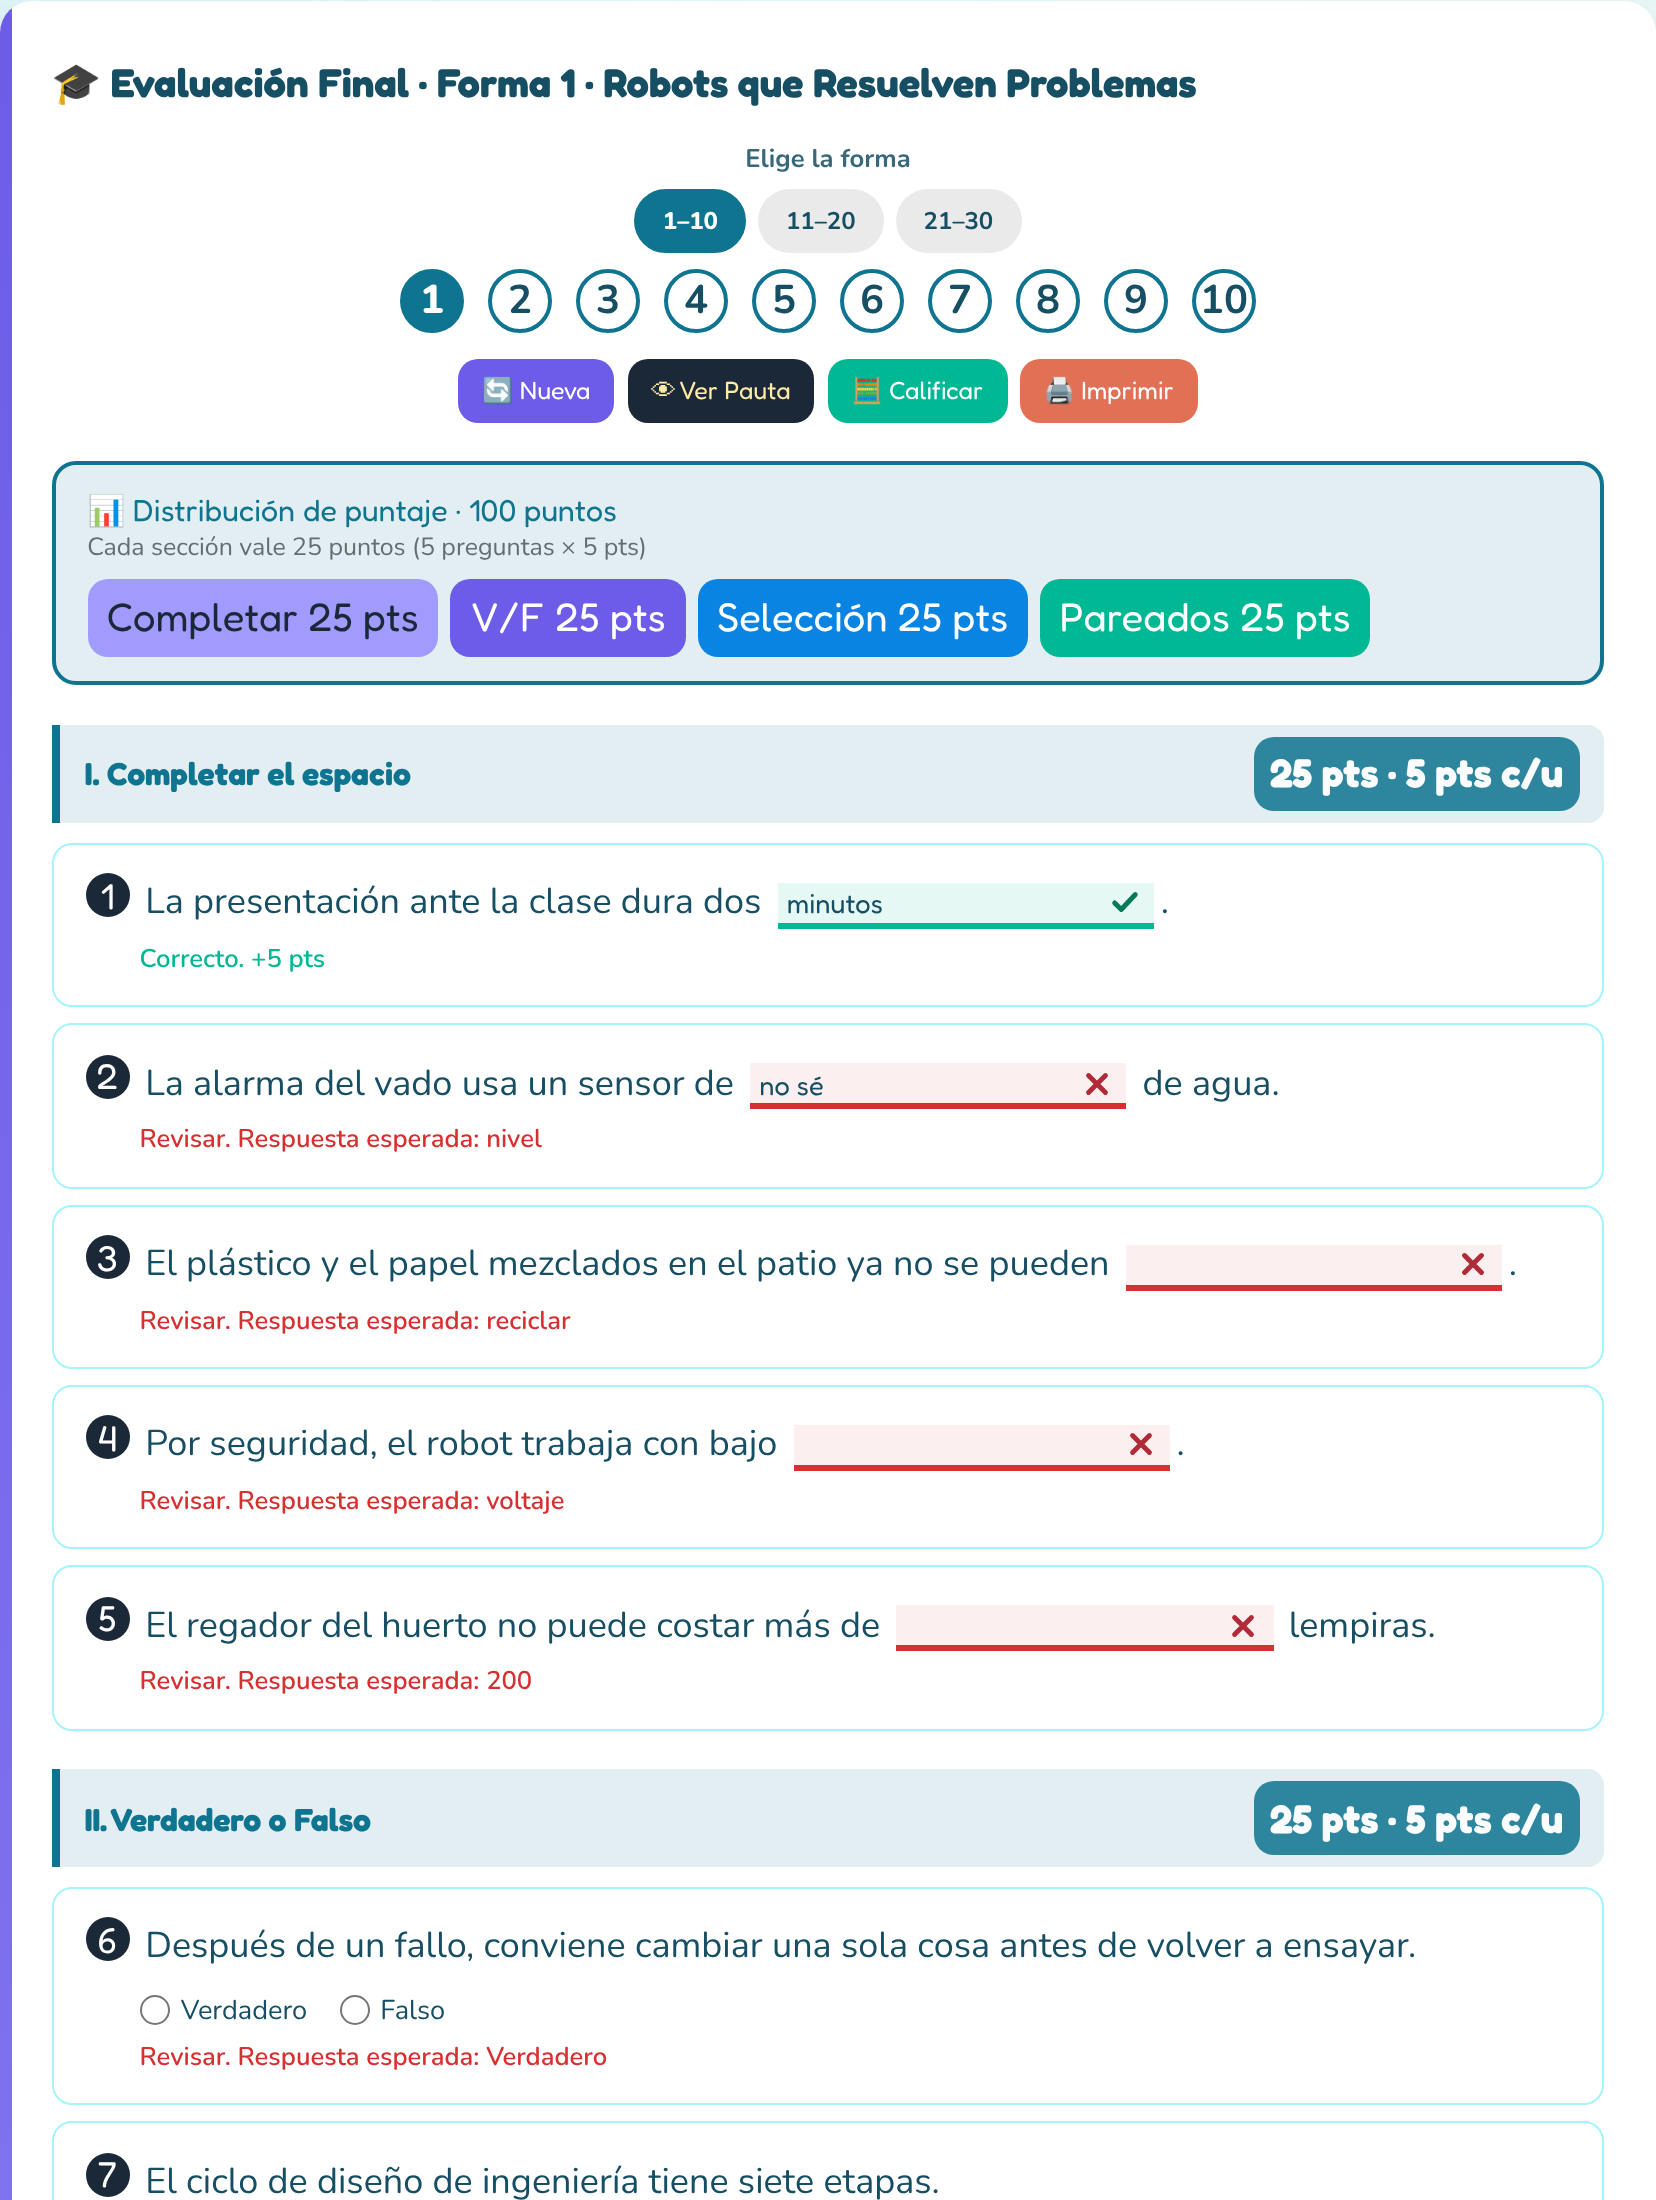 🎓 Evaluación Final · Forma 1 · Robots que Resuelven Problemas
Elige la forma
1–10 11–20 21–30
1 2 3 4 5 6 7 8 9 10
🔄 Nueva 👁 Ver Pauta 🧮 Calificar 🖨️ Imprimir
📊 Distribución de puntaje · 100 puntos
Cada sección vale 25 puntos (5 preguntas × 5 pts)
Completar 25 pts V/F 25 pts Selección 25 pts Pareados 25 pts
I. Completar el espacio 25 pts · 5 pts c/u
1 La presentación ante la clase dura dos minutos ✓ .
Correcto. +5 pts
2 La alarma del vado usa un sensor de no sé ✗ de agua.
Revisar. Respuesta esperada: nivel
3 El plástico y el papel mezclados en el patio ya no se pueden ✗ .
Revisar. Respuesta esperada: reciclar
4 Por seguridad, el robot trabaja con bajo ✗ .
Revisar. Respuesta esperada: voltaje
5 El regador del huerto no puede costar más de ✗ lempiras.
Revisar. Respuesta esperada: 200
II. Verdadero o Falso 25 pts · 5 pts c/u
6 Después de un fallo, conviene cambiar una sola cosa antes de volver a ensayar.
Verdadero Falso
Revisar. Respuesta esperada: Verdadero
7 El ciclo de diseño de ingeniería tiene siete etapas.